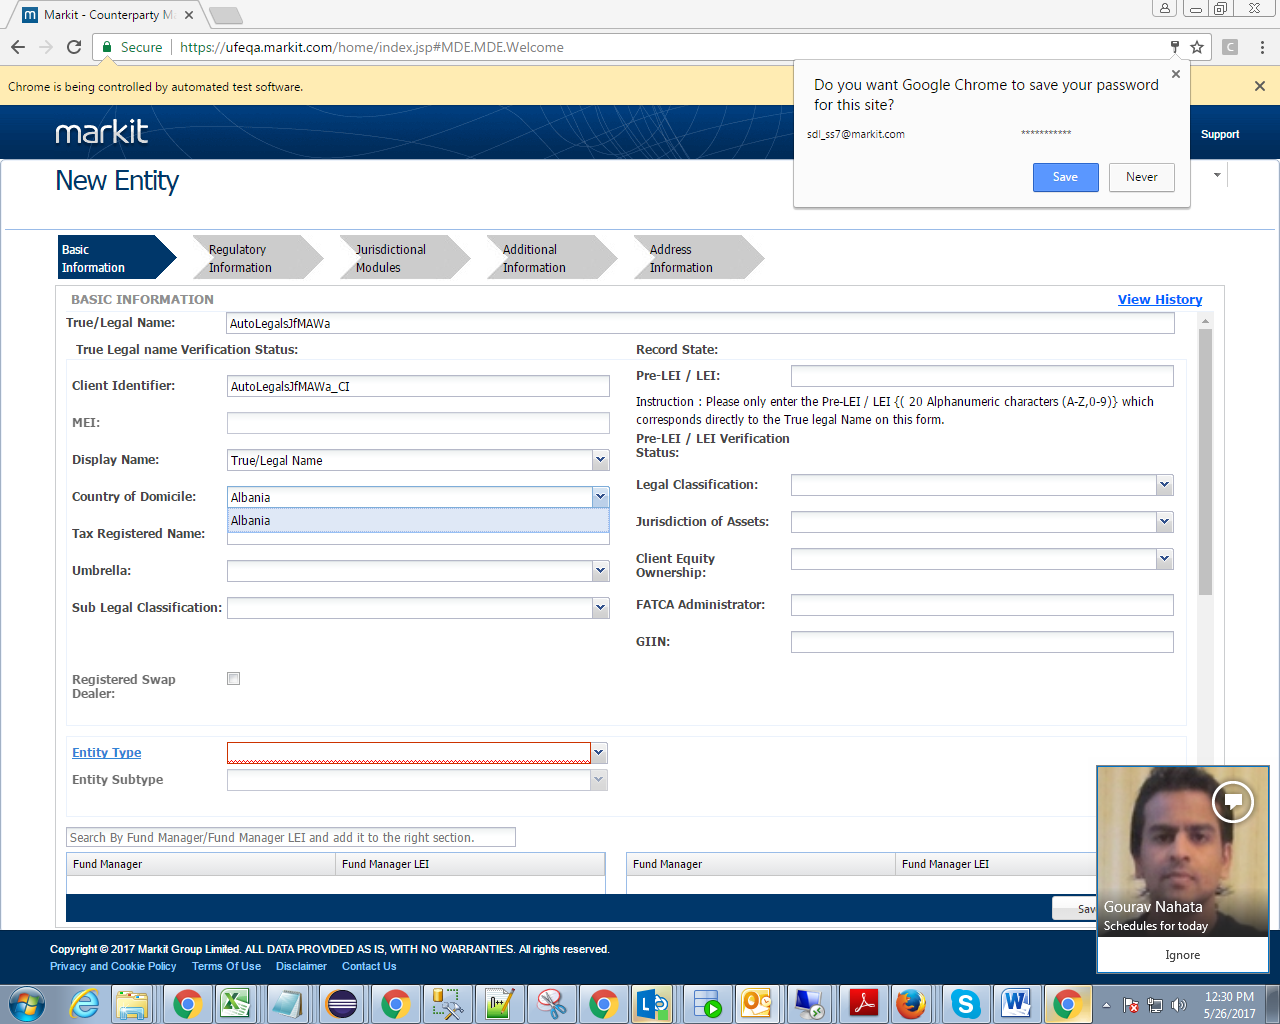 Markit - Counterparty M
Secure
https://ufeqa.markit.com/home/index.jsp#MDE.MDE.Welcome
Chrome is being controlled by automated test software.
Do you want Google Chrome to save your password
for this site?
sdl_ss7@markit.com ***********
Save Never
markit
Support
New Entity
Basic
Information
Regulatory
Information
Jurisdictional
Modules
Additional
Information
Address
Information
BASIC INFORMATION
View History
True/Legal Name: AutoLegalsJfMAWa
True Legal name Verification Status:
Record State:
Client Identifier: AutoLegalsJfMAWa_CI
MEI:
Display Name: True/Legal Name
Country of Domicile: Albania
Albania
Tax Registered Name:
Umbrella:
Sub Legal Classification:
Registered Swap
Dealer:
Pre-LEI / LEI:
Instruction : Please only enter the Pre-LEI / LEI {( 20 Alphanumeric characters (A-Z,0-9)} which
corresponds directly to the True legal Name on this form.
Pre-LEI / LEI Verification
Status:
Legal Classification:
Jurisdiction of Assets:
Client Equity
Ownership:
FATCA Administrator:
GIIN:
Entity Type
Entity Subtype
Search By Fund Manager/Fund Manager LEI and add it to the right section.
Fund Manager Fund Manager LEI
Fund Manager Fund Manager LEI
Gourav Nahata
Schedules for today
Ignore
Copyright © 2017 Markit Group Limited. ALL DATA PROVIDED AS IS, WITH NO WARRANTIES. All rights reserved.
Privacy and Cookie Policy Terms Of Use Disclaimer Contact Us
12:30 PM
5/26/2017